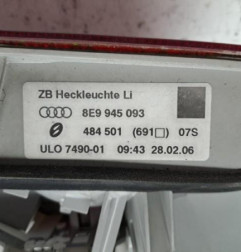 ZB Heckleuchte Li
8E9 945 093
484 501 (691□) 07S
ULO 7490-01 09:43 28.02.06